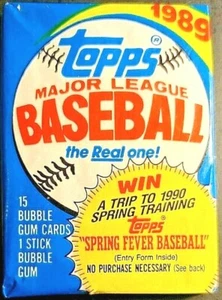 1989
Topps®
MAJOR LEAGUE
BASEBALL
the Real one!
15
BUBBLE
GUM CARDS
1 STICK
BUBBLE
GUM
WIN
A TRIP TO 1990
SPRING TRAINING
Topps®
"SPRING FEVER BASEBALL"
(Entry Form Inside)
NO PURCHASE NECESSARY (See back)